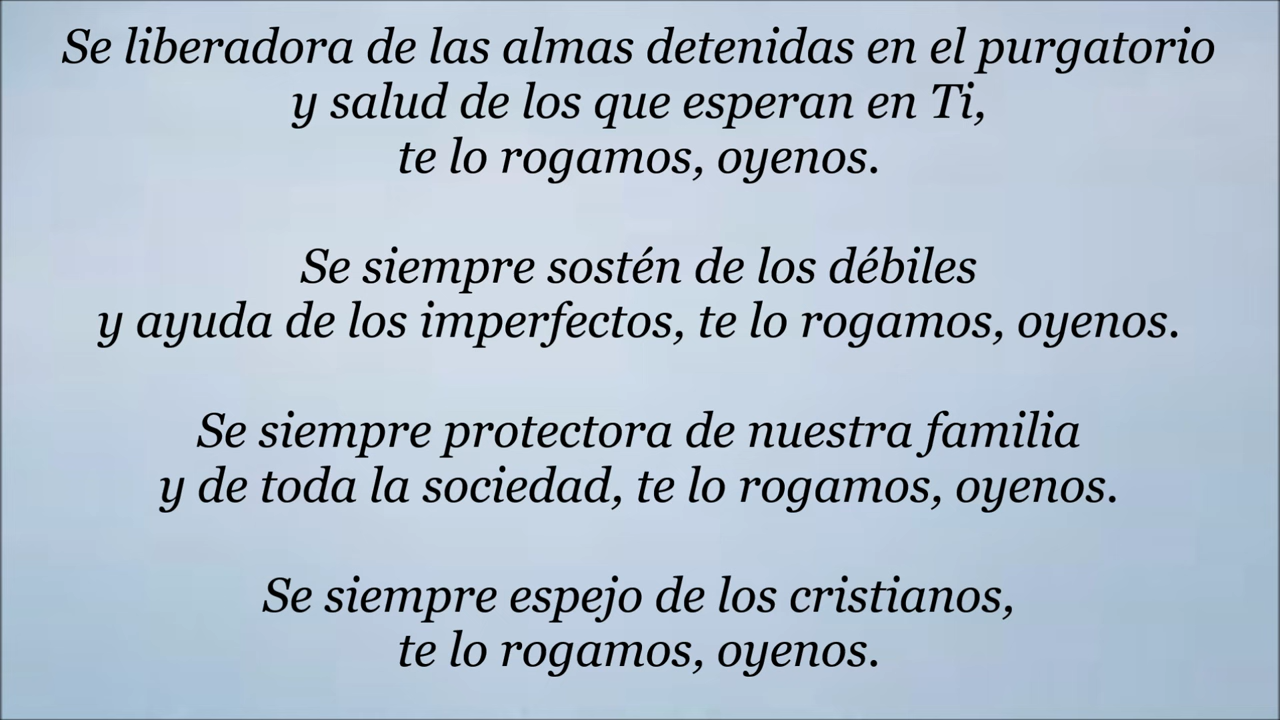 Se liberadora de las almas detenidas en el purgatorio
y salud de los que esperan en Ti,
te lo rogamos, oyenos.
Se siempre sostén de los débiles
y ayuda de los imperfectos, te lo rogamos, oyenos.
Se siempre protectora de nuestra familia
y de toda la sociedad, te lo rogamos, oyenos.
Se siempre espejo de los cristianos,
te lo rogamos, oyenos.